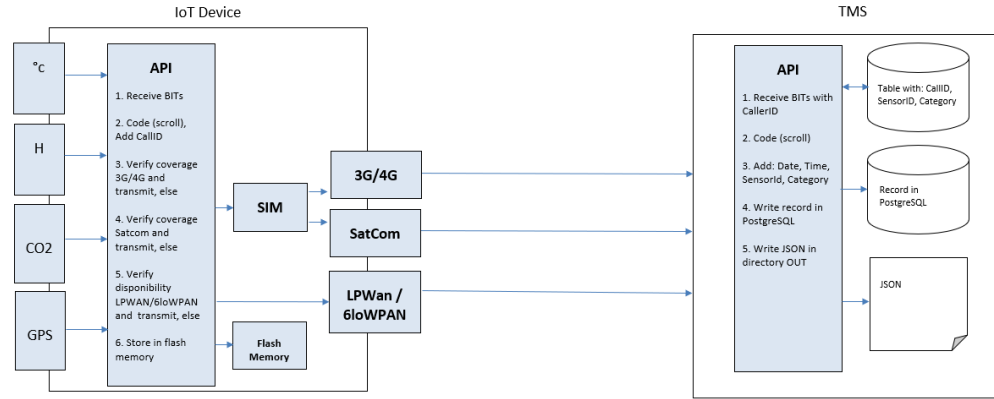 IoT Device
TMS
°c
H
CO2
GPS
API
1. Receive BITs
2. Code (scroll),
Add CallID
3. Verify coverage
3G/4G and
transmit, else
4. Verify coverage
Satcom and
transmit, else
5. Verify
disponibility
LPWAN/6loWPAN
and transmit, else
6. Store in flash
memory
SIM
Flash
Memory
3G/4G
SatCom
LPWan /
6loWPAN
API
1. Receive BITs with
CallerID
2. Code (scroll)
3. Add: Date, Time,
SensorId, Category
4. Write record in
PostgreSQL
5. Write JSON in
directory OUT
Table with: CallID,
SensorID, Category
Record in
PostgreSQL
JSON